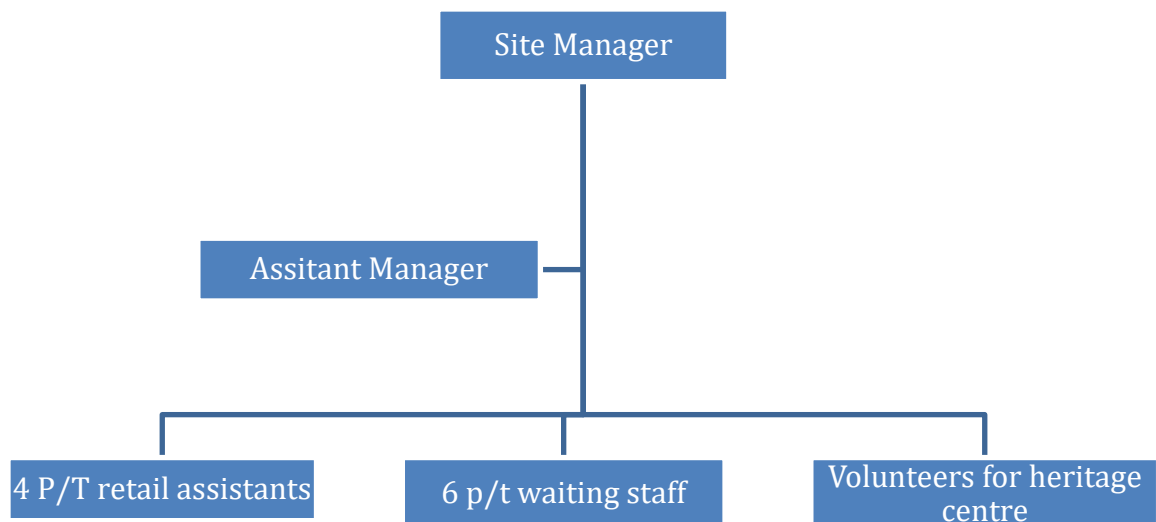 Site Manager
Assitant Manager
4 P/T retail assistants
6 p/t waiting staff
Volunteers for heritage
centre